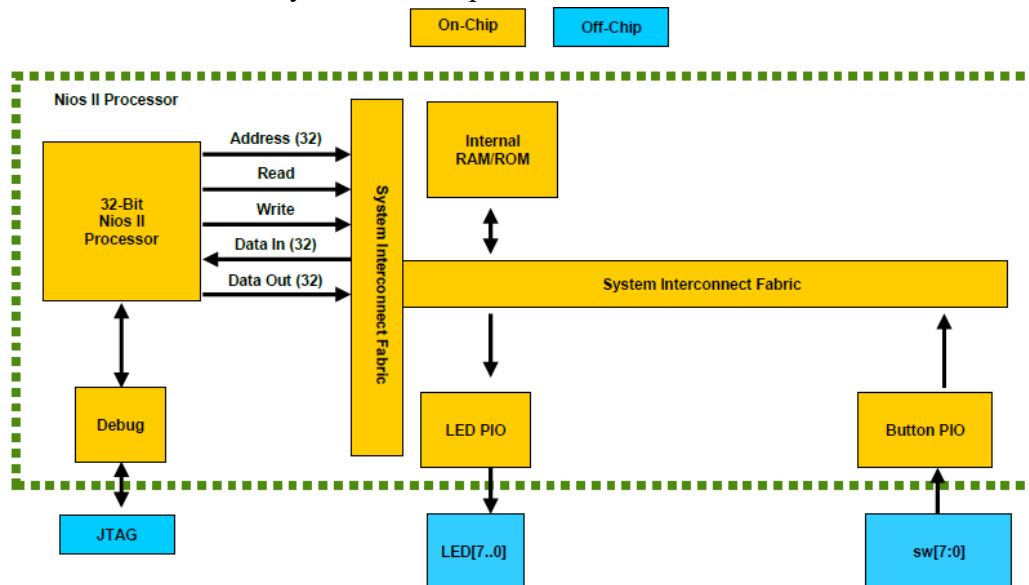 On-Chip
Off-Chip
Nios II Processor
32-Bit
Nios II
Processor
Address (32)
Read
Write
Data In (32)
Data Out (32)
System Interconnect Fabric
Internal
RAM/ROM
System Interconnect Fabric
Debug
LED PIO
Button PIO
JTAG
LED[7..0]
sw[7:0]